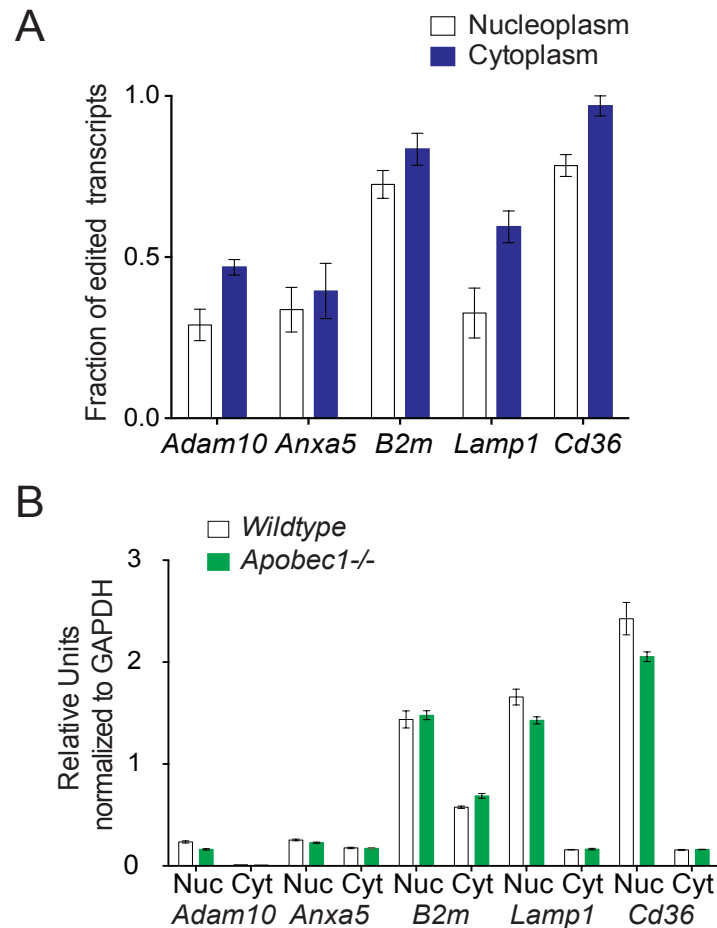 A
Nucleoplasm
Cytoplasm
Fraction of edited transcripts
1.0
0.5
0.0
Adam10 Anxa5 B2m Lamp1 Cd36
B
Wildtype
Apobec1-/-
Relative Units
normalized to GAPDH
3
2
1
0
Nuc Cyt Nuc Cyt Nuc Cyt Nuc Cyt Nuc Cyt
Adam10 Anxa5 B2m Lamp1 Cd36